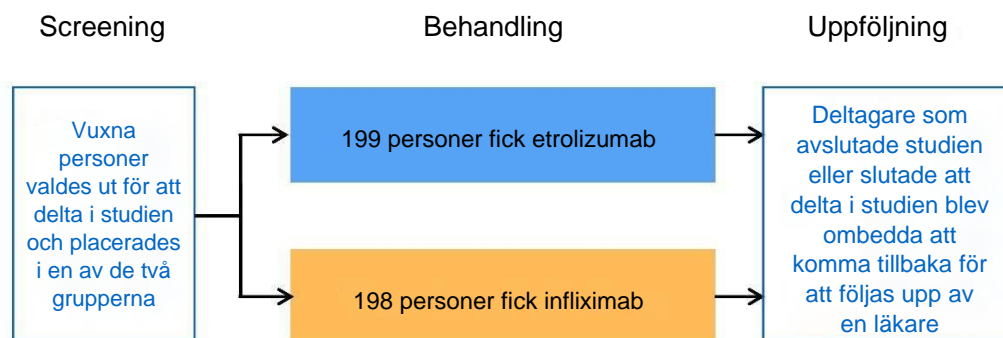 Screening
Behandling
Uppföljning
Vuxna
personer
valdes ut för att
delta i studien
och placerades
i en av de två
grupperna
199 personer fick etrolizumab
198 personer fick infliximab
Deltagare som
avslutade studien
eller slutade att
delta i studien blev
ombedda att
komma tillbaka för
att följas upp av
en läkare